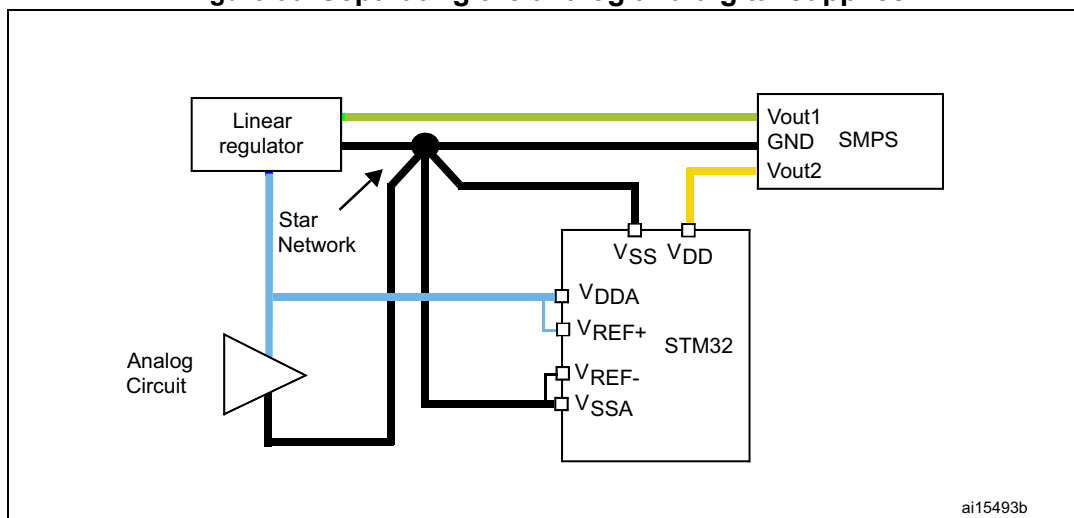 Linear
regulator
Vout1
GND
SMPS
Vout2
Star
Network
VSS
VDD
VDDA
VREF+
STM32
VREF-
VSSA
Analog
Circuit
ai15493b